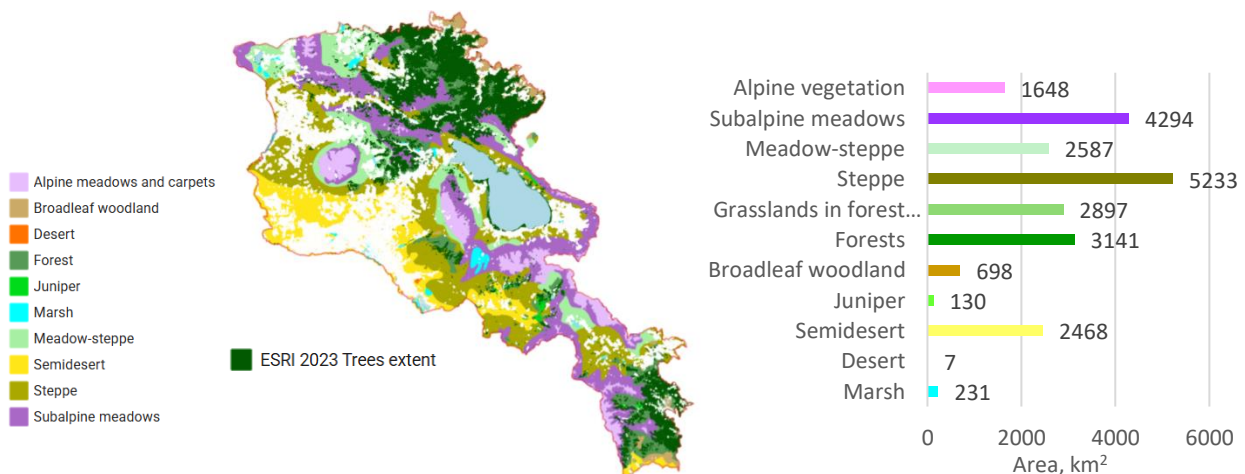 Alpine meadows and carpets
Broadleaf woodland
Desert
Forest
Juniper
Marsh
Meadow-steppe
Semidesert
Steppe
Subalpine meadows
ESRI 2023 Trees extent
Alpine vegetation 1648
Subalpine meadows 4294
Meadow-steppe 2587
Steppe 5233
Grasslands in forest… 2897
Forests 3141
Broadleaf woodland 698
Juniper 130
Semidesert 2468
Desert 7
Marsh 231
0 2000 4000 6000
Area, km²